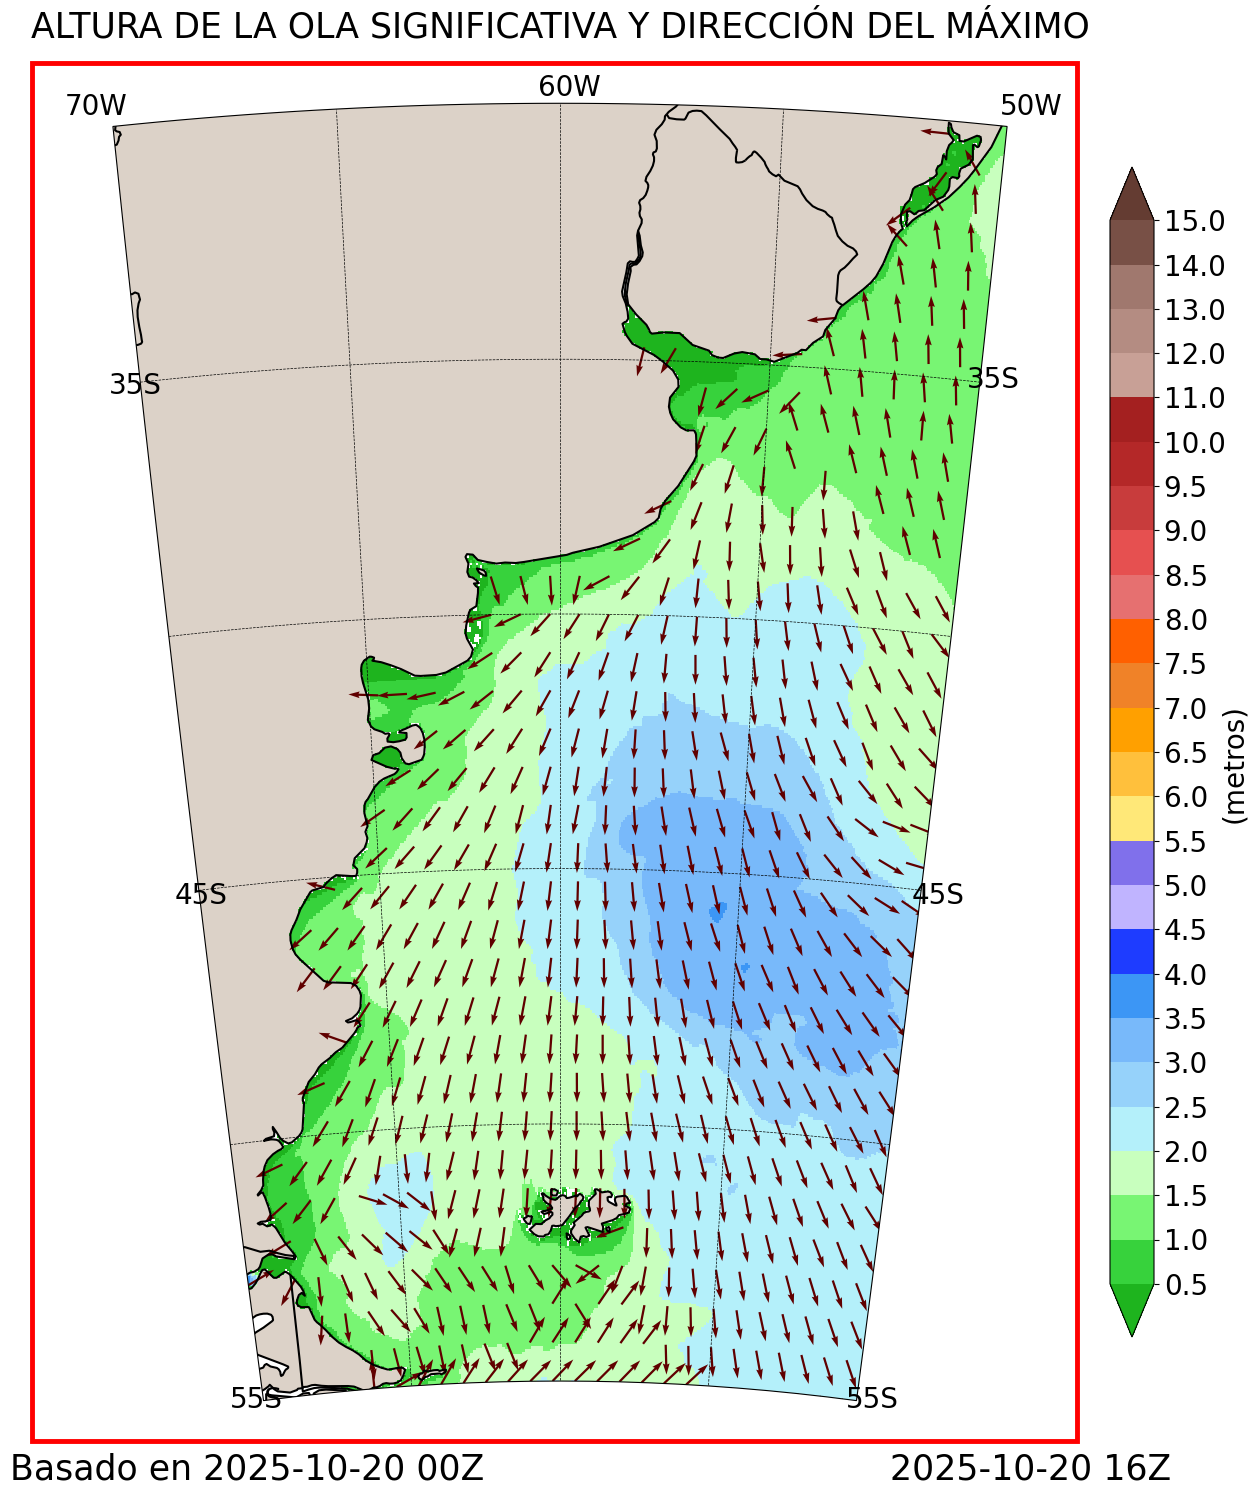 ALTURA DE LA OLA SIGNIFICATIVA Y DIRECCIÓN DEL MÁXIMO
70W
60W
50W
35S
35S
45S
45S
55S
55S
15.0
14.0
13.0
12.0
11.0
10.0
9.5
9.0
8.5
8.0
7.5
7.0
6.5
6.0
5.5
5.0
4.5
4.0
3.5
3.0
2.5
2.0
1.5
1.0
0.5
(metros)
Basado en 2025-10-20 00Z
2025-10-20 16Z